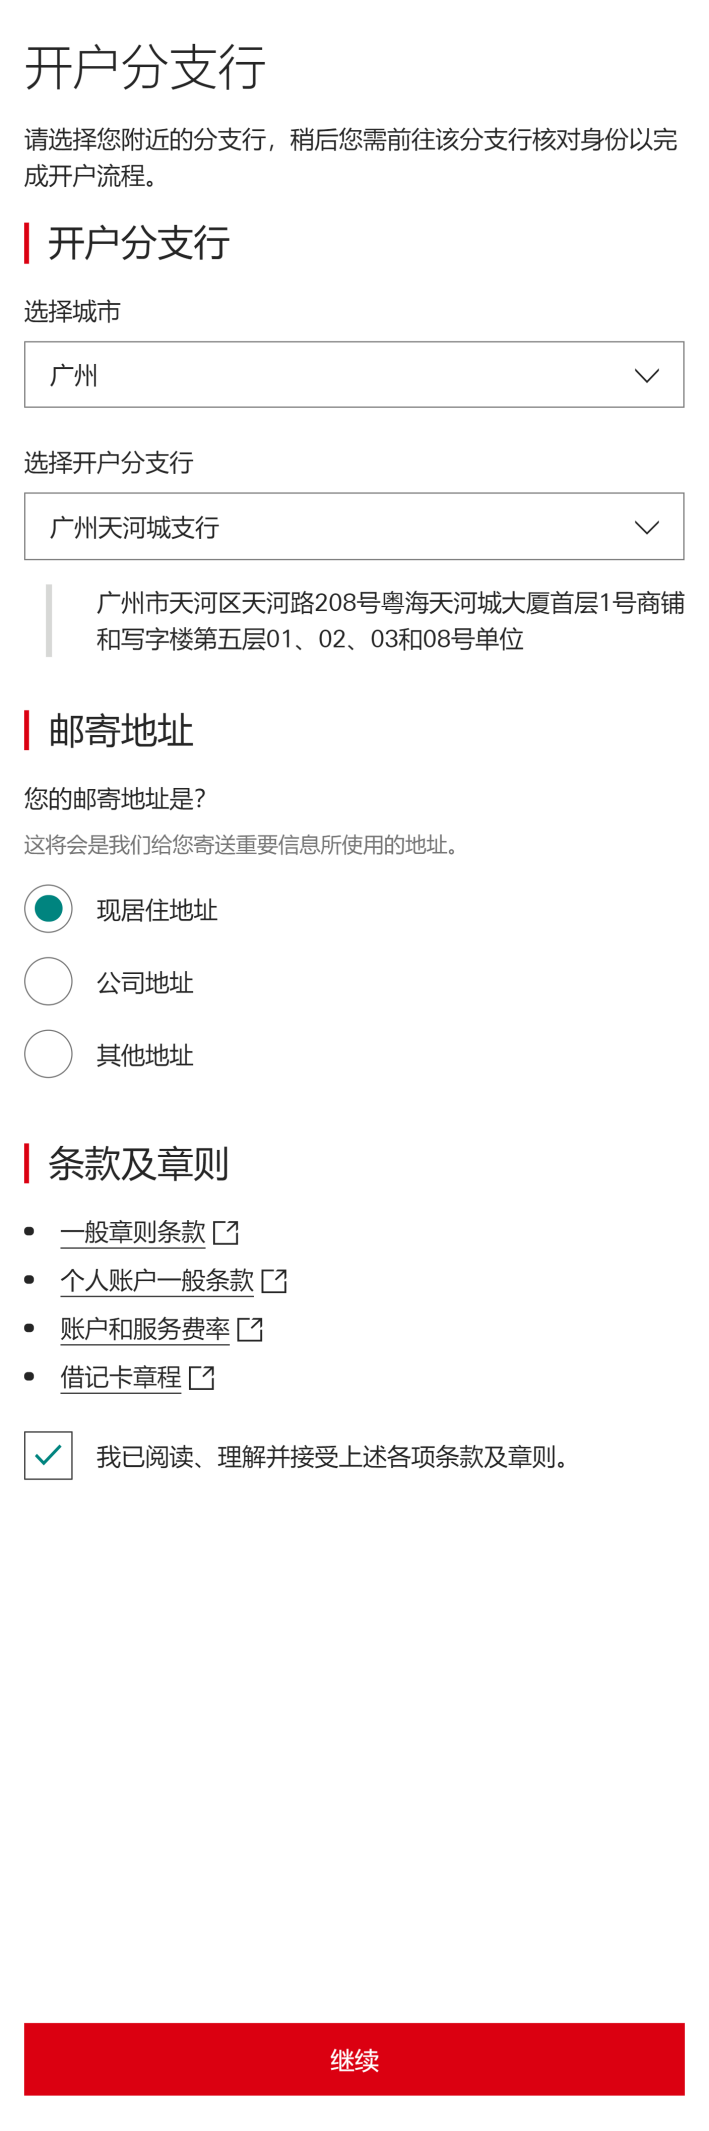 开户分支行
请选择您附近的分支行，稍后您需前往该分支行核对身份以完
成开户流程。
开户分支行
选择城市
广州
选择开户分支行
广州天河城支行
广州市天河区天河路208号粤海天河城大厦首层1号商铺
和写字楼第五层01、02、03和08号单位
邮寄地址
您的邮寄地址是?
这将会是我们给您寄送重要信息所使用的地址。
现居住地址
公司地址
其他地址
条款及章则
一般章则条款
个人账户一般条款
账户和服务费率
借记卡章程
我已阅读、理解并接受上述各项条款及章则。
继续